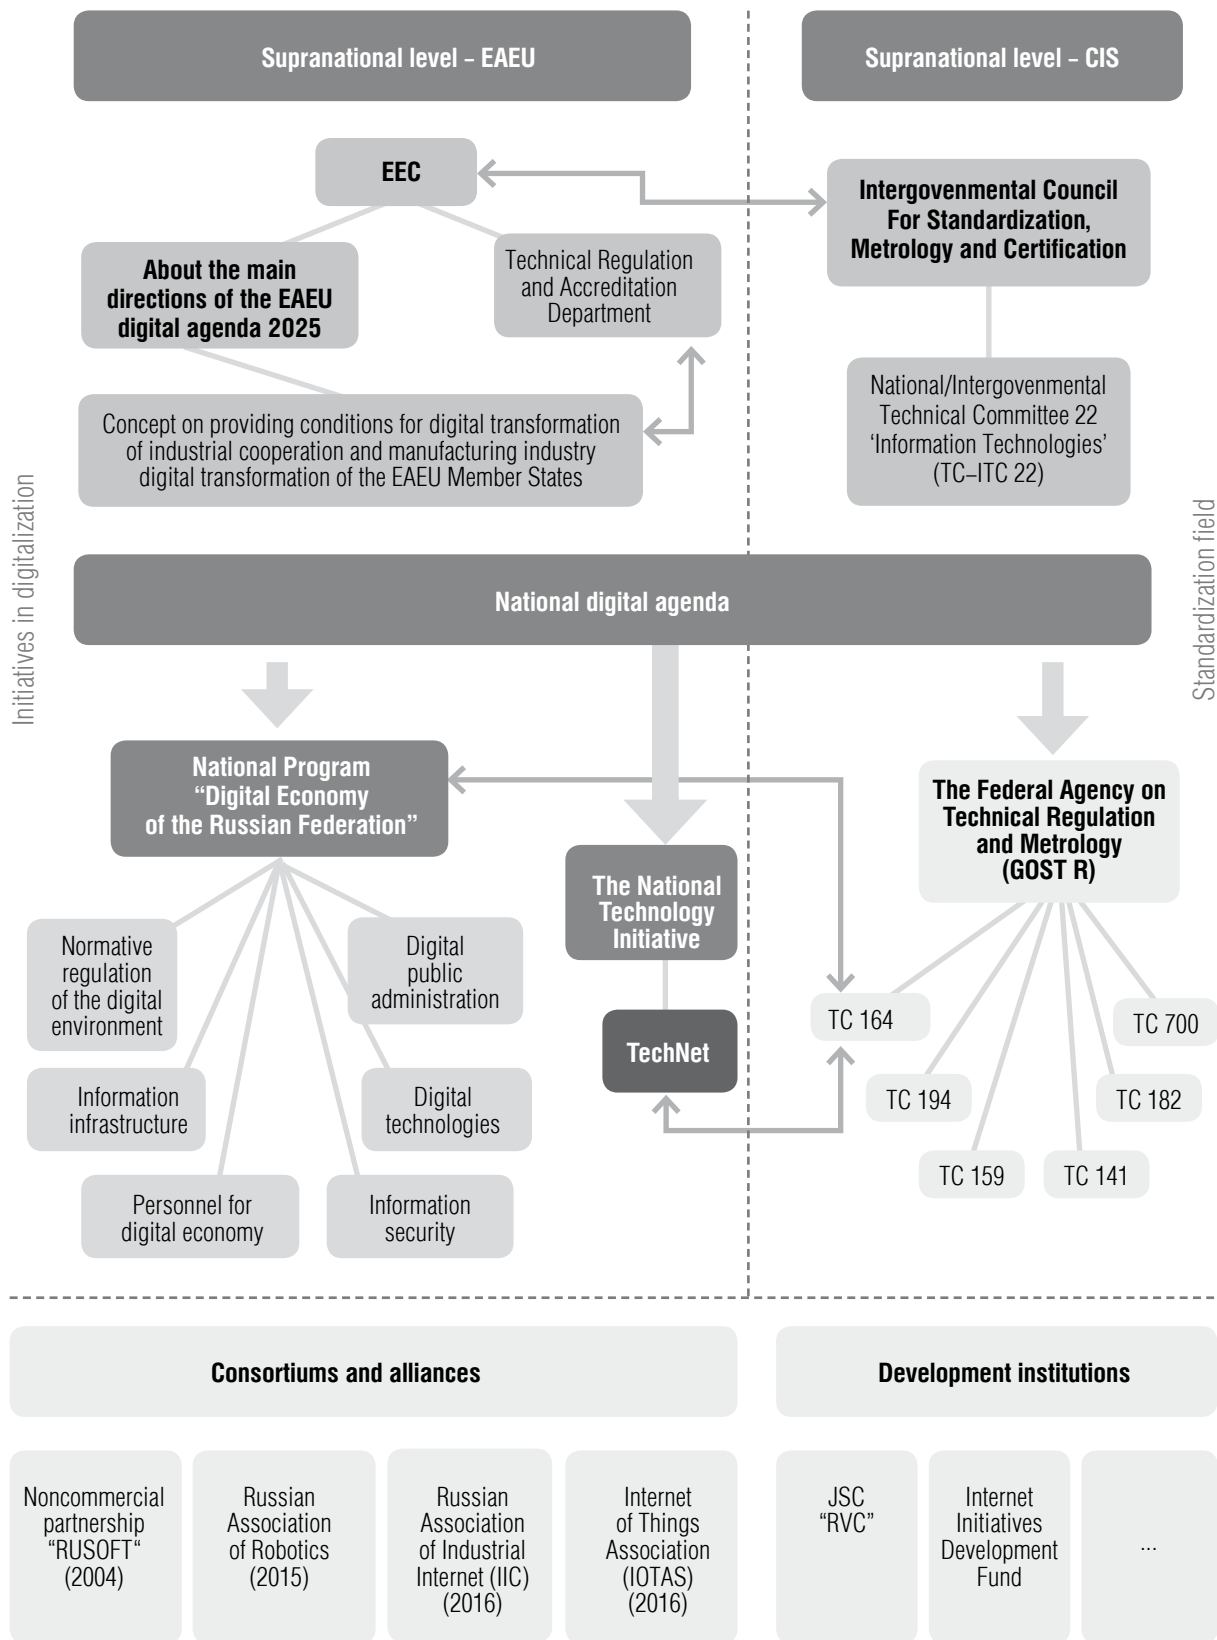 Supranational level – EAEU
Supranational level – CIS
EEC
Intergovenmental Council
For Standardization,
Metrology and Certification
About the main
directions of the EAEU
digital agenda 2025
Technical Regulation
and Accreditation
Department
Concept on providing conditions for digital transformation
of industrial cooperation and manufacturing industry
digital transformation of the EAEU Member States
National/Intergovenmental
Technical Committee 22
‘Information Technologies’
(TC–ITC 22)
Initiatives in digitalization
Standardization field
National digital agenda
National Program
“Digital Economy
of the Russian Federation”
The National
Technology
Initiative
The Federal Agency on
Technical Regulation
and Metrology
(GOST R)
Normative
regulation
of the digital
environment
Digital
public
administration
Information
infrastructure
Digital
technologies
Personnel for
digital economy
Information
security
TechNet
TC 164
TC 700
TC 194
TC 182
TC 159
TC 141
Consortiums and alliances
Development institutions
Noncommercial
partnership
“RUSOFT“
(2004)
Russian
Association
of Robotics
(2015)
Russian
Association
of Industrial
Internet (IIC)
(2016)
Internet
of Things
Association
(IOTAS)
(2016)
JSC
“RVC”
Internet
Initiatives
Development
Fund
...